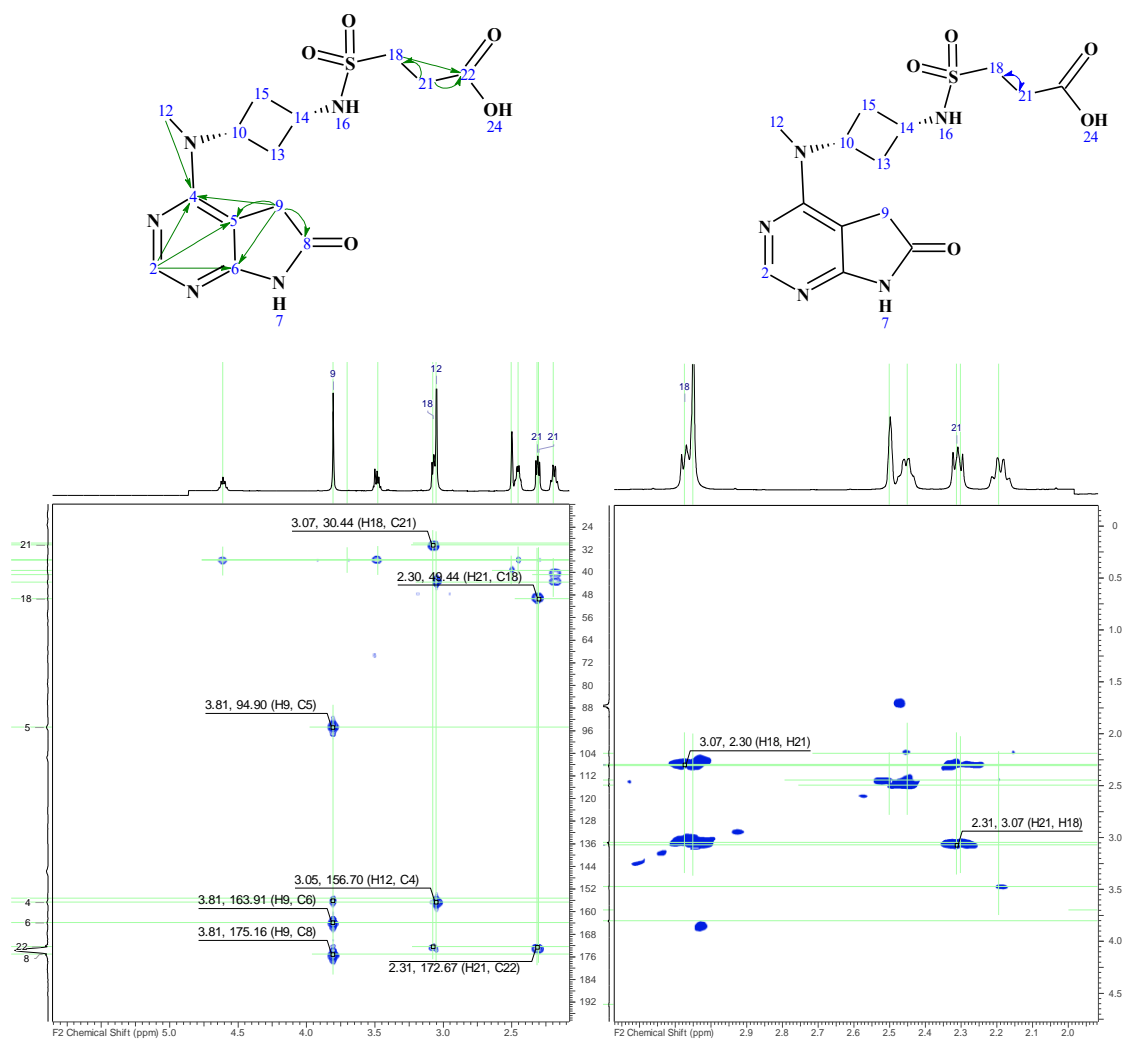 O
O
S
18
O
22
21
OH
24
15
NH
16
14
12
N
10
13
4
9
N
5
8
O
2
6
N
N
H
7
O
O
S
18
O
21
OH
24
15
NH
16
14
12
N
10
13
9
N
O
2
N
N
H
7
9
12
18
21 21
3.07, 30.44 (H18, C21)
2.30, 49.44 (H21, C18)
3.81, 94.90 (H9, C5)
3.05, 156.70 (H12, C4)
3.81, 163.91 (H9, C6)
3.81, 175.16 (H9, C8)
2.31, 172.67 (H21, C22)
21
18
5
4
6
22
8
24
32
40
48
56
64
72
80
88
96
104
112
120
128
136
144
152
160
168
176
184
192
F2 Chemical Shift (ppm) 5.0 4.5 4.0 3.5 3.0 2.5
18
21
3.07, 2.30 (H18, H21)
2.31, 3.07 (H21, H18)
0
0.5
1.0
1.5
2.0
2.5
3.0
3.5
4.0
4.5
F2 Chemical Shift (ppm) 2.9 2.8 2.7 2.6 2.5 2.4 2.3 2.2 2.1 2.0